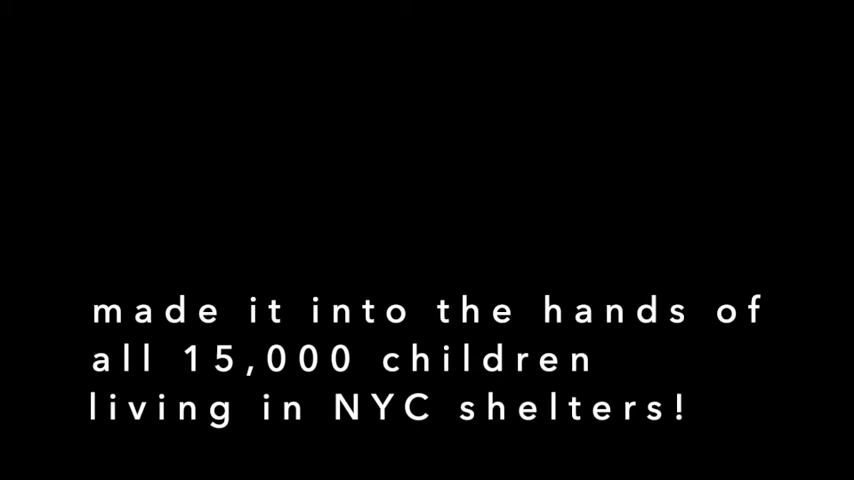 made it into the hands of
all 15,000 children
living in NYC shelters!